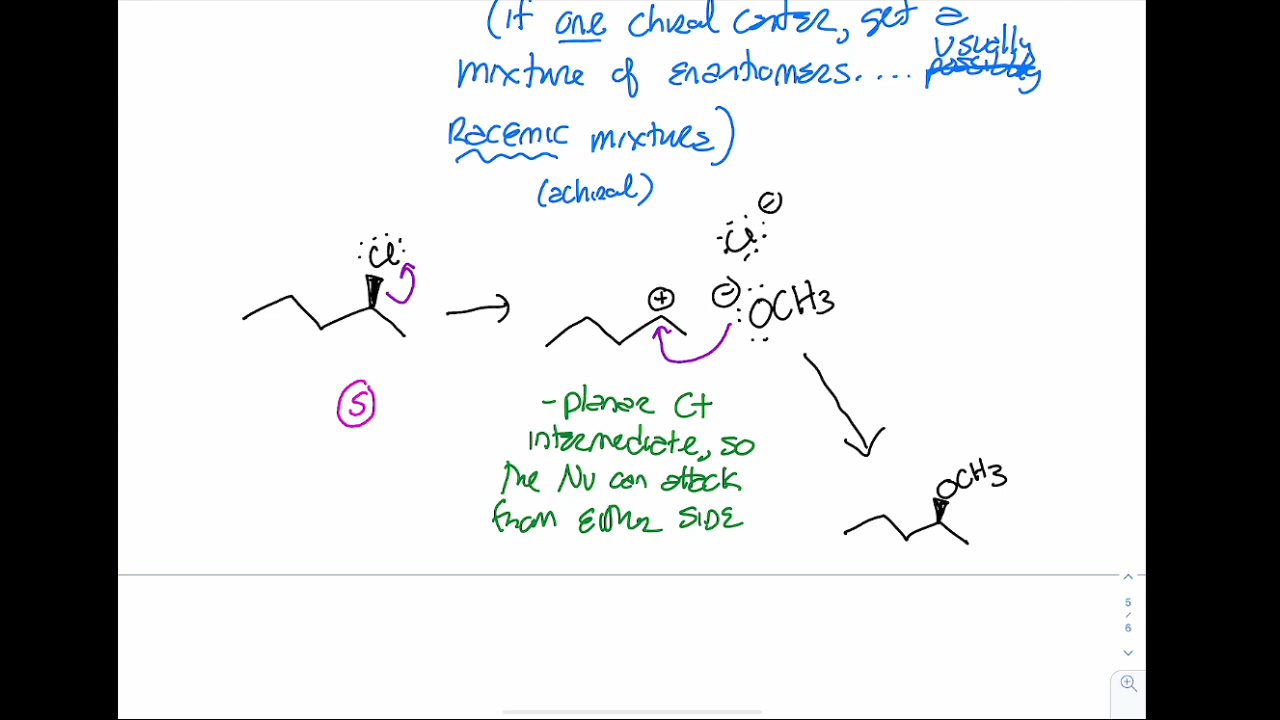 (if one chiral center, get a
usually
mixture of enantiomers.... possibly
Racemic mixtures)
(achiral)
⊖
Cl
Cl
⊕ ⊖ OCH3
S
- planar C+
intermediate, so
the Nu can attack
from EITHER SIDE
OCH3
5
/
6